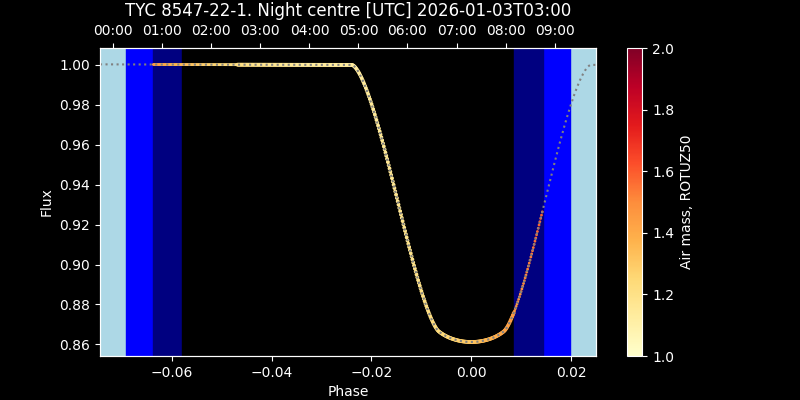 TYC 8547-22-1. Night centre [UTC] 2026-01-03T03:00
00:00 01:00 02:00 03:00 04:00 05:00 06:00 07:00 08:00 09:00
1.00
0.98
0.96
0.94
0.92
0.90
0.88
0.86
Flux
−0.06 −0.04 −0.02 0.00 0.02
Phase
2.0
1.8
1.6
1.4
1.2
1.0
Air mass, ROTUZ50